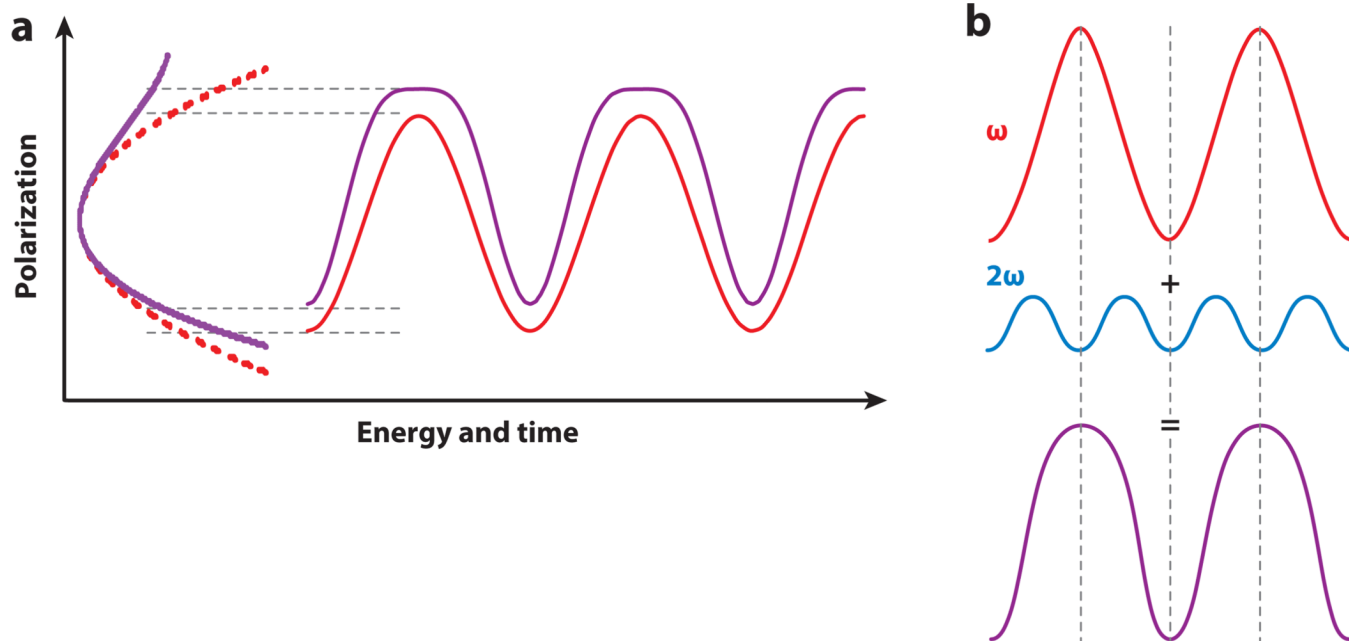 a
Polarization
Energy and time
b
ω
+
2ω
=